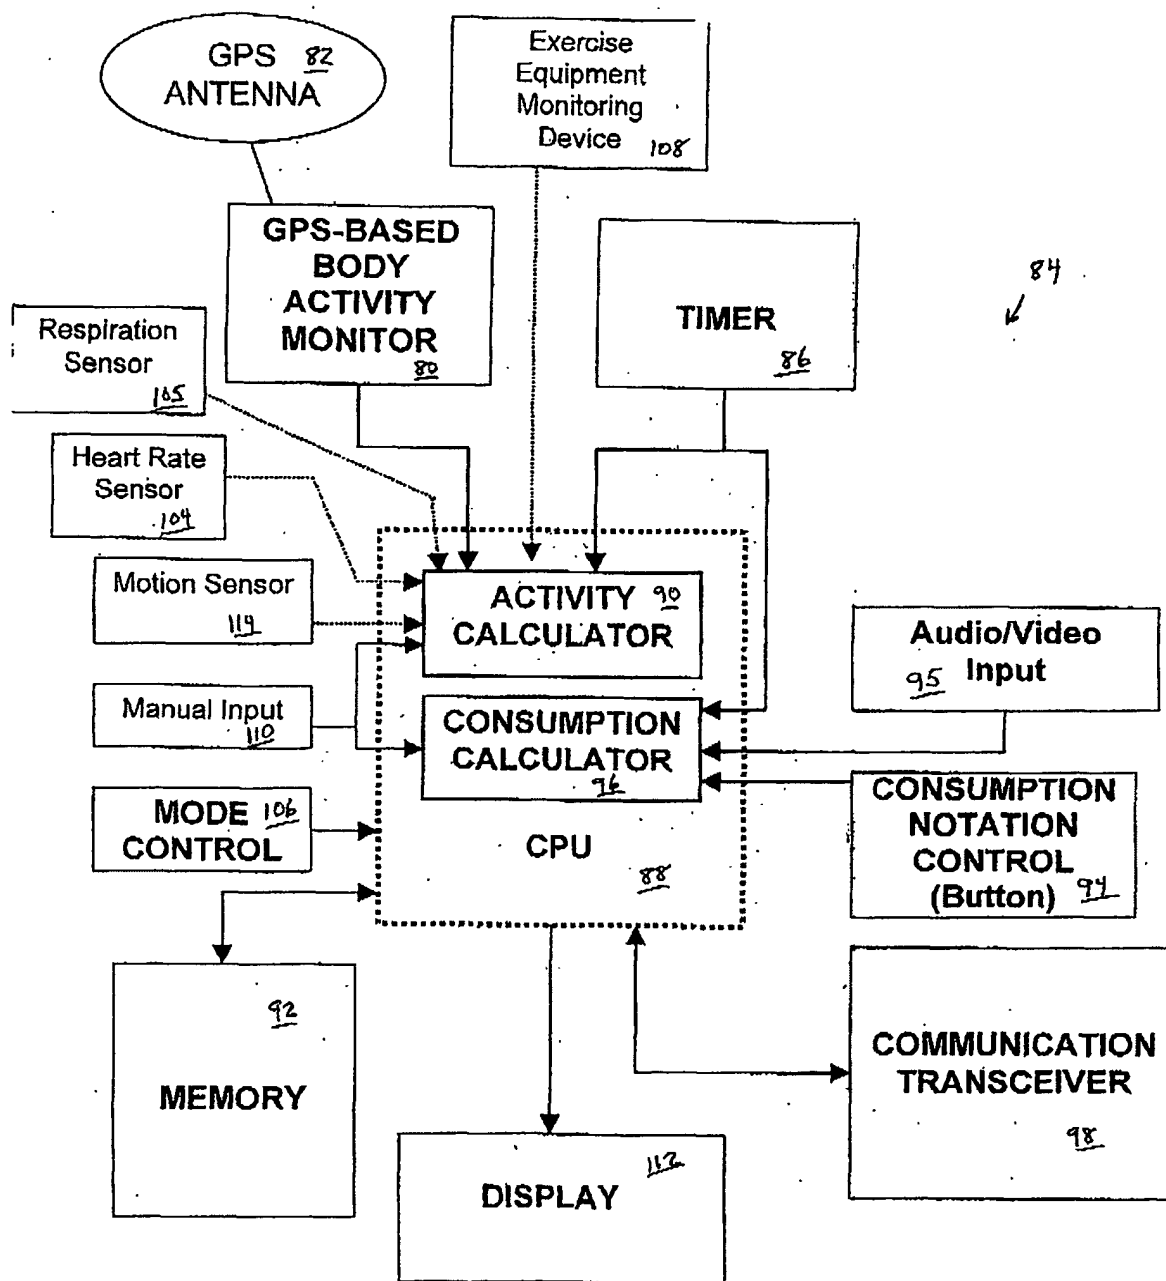 GPS 82
ANTENNA
Exercise
Equipment
Monitoring
Device 108
GPS-BASED
BODY
ACTIVITY
MONITOR
80
TIMER
86
84
Respiration
Sensor
105
Heart Rate
Sensor
104
Motion Sensor
114
Manual Input
110
MODE 106
CONTROL
ACTIVITY 90
CALCULATOR
CONSUMPTION
CALCULATOR
96
CPU
88
Audio/Video
Input
95
CONSUMPTION
NOTATION
CONTROL
(Button) 94
92
MEMORY
COMMUNICATION
TRANSCEIVER
98
112
DISPLAY